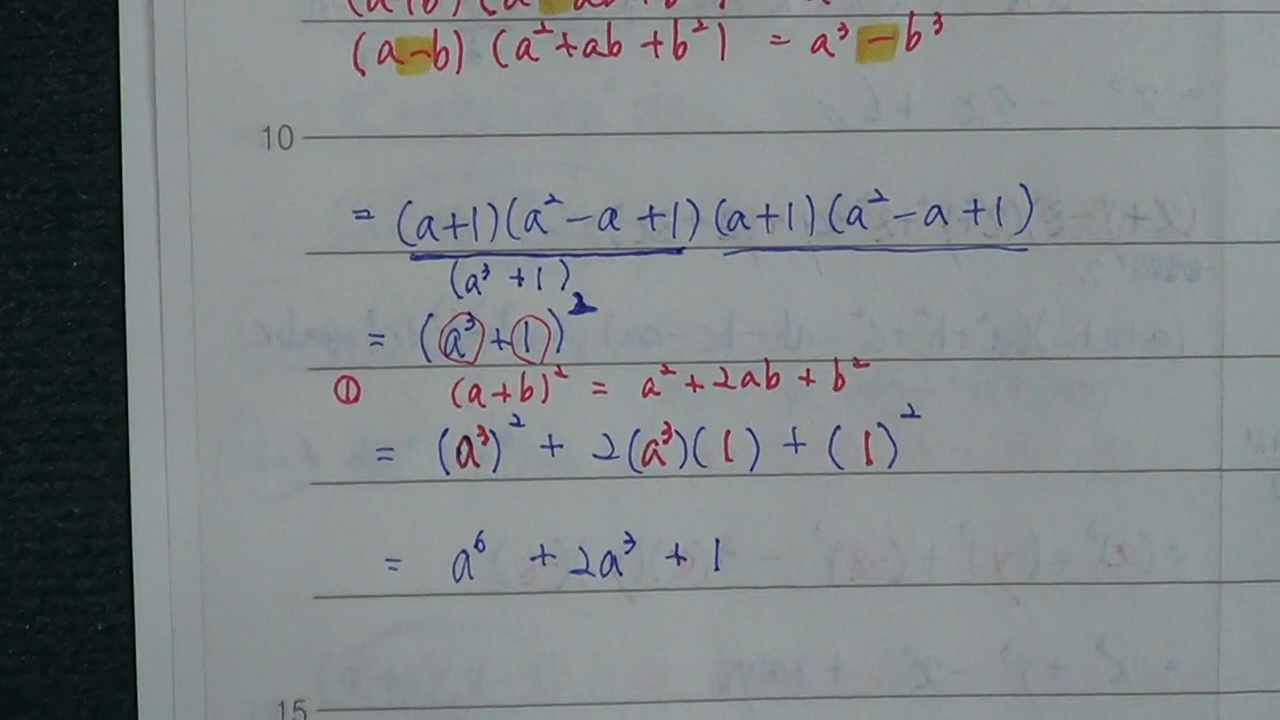 (a-b) (a²+ab+b²) = a³-b³
10
= (a+1)(a²-a+1)(a+1)(a²-a+1)
(a³+1)
= (a³+1)²
① (a+b)² = a²+2ab+b²
= (a³)² + 2(a³)(1) + (1)²
= a⁶ + 2a³ + 1
15